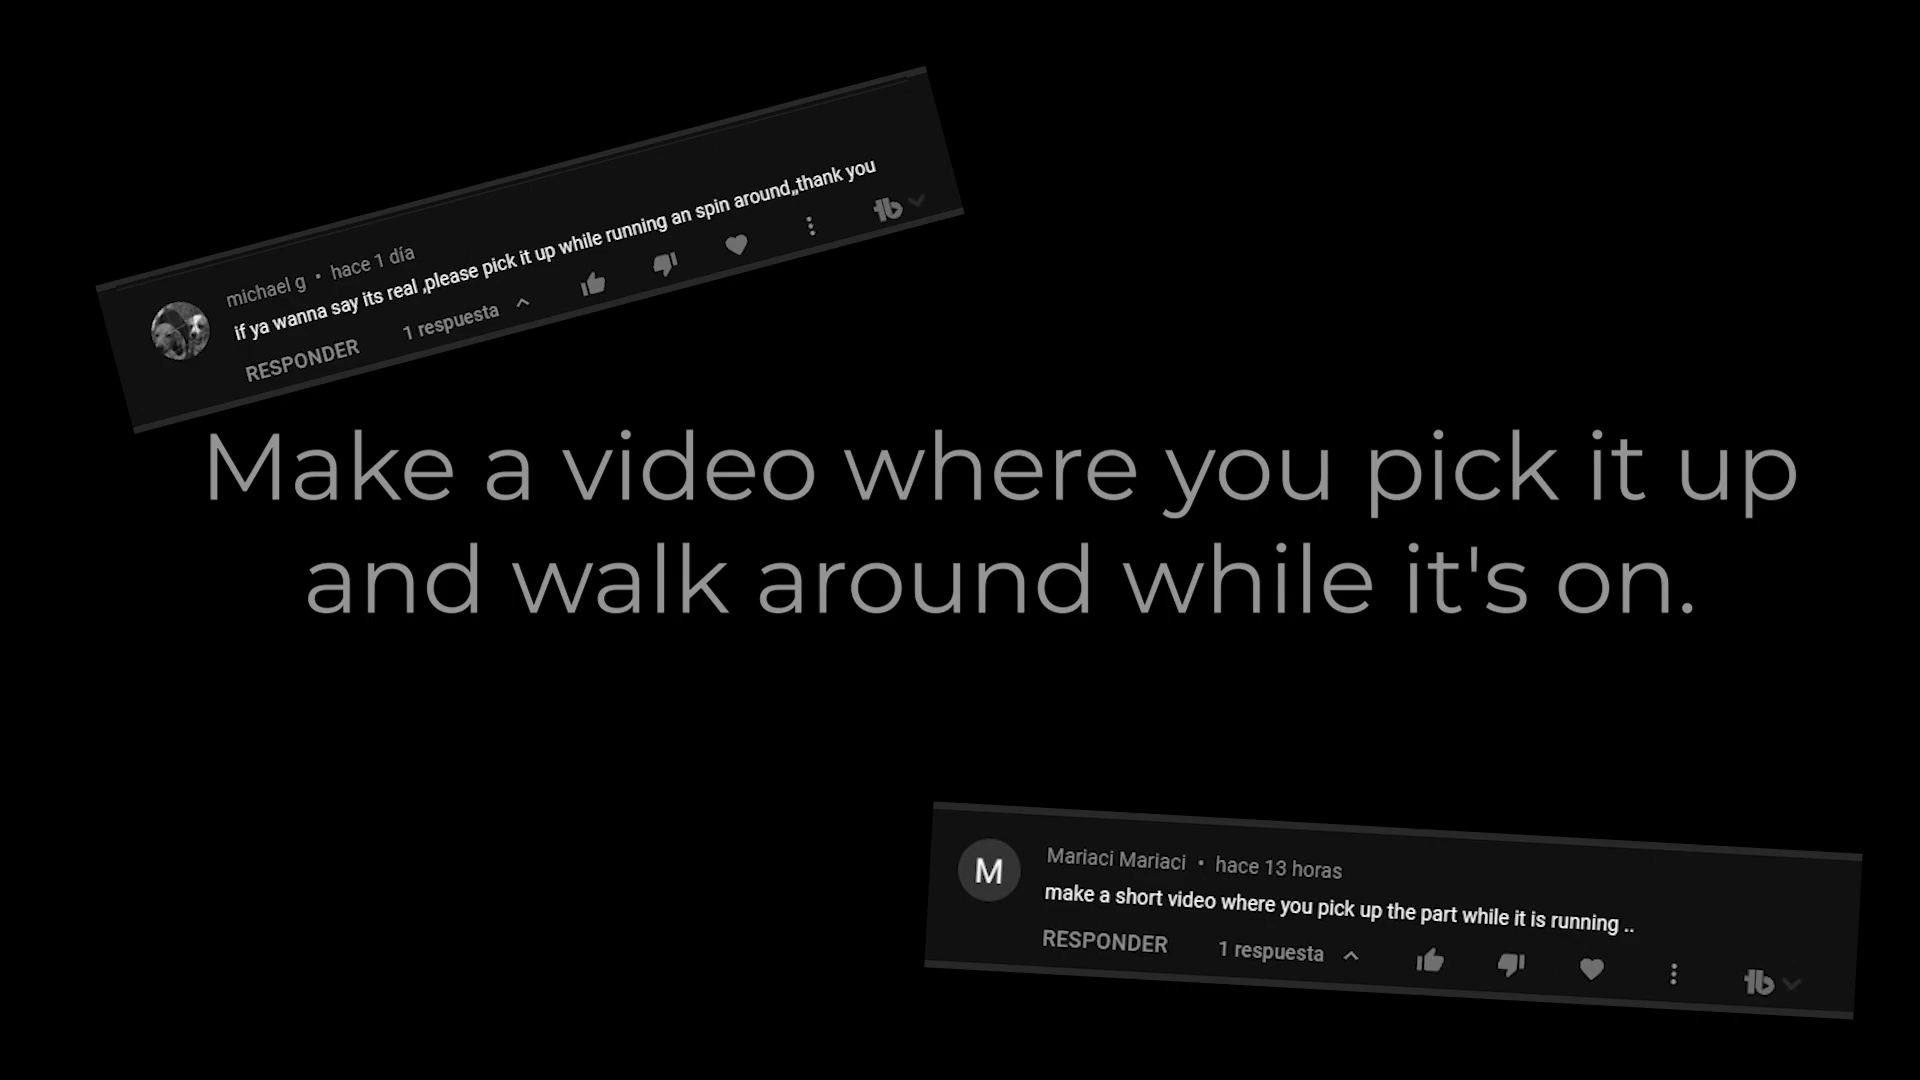 michael g • hace 1 día
if ya wanna say its real ,please pick it up while running an spin around,,thank you
RESPONDER 1 respuesta
Make a video where you pick it up
and walk around while it's on.
M
Mariaci Mariaci • hace 13 horas
make a short video where you pick up the part while it is running ..
RESPONDER 1 respuesta